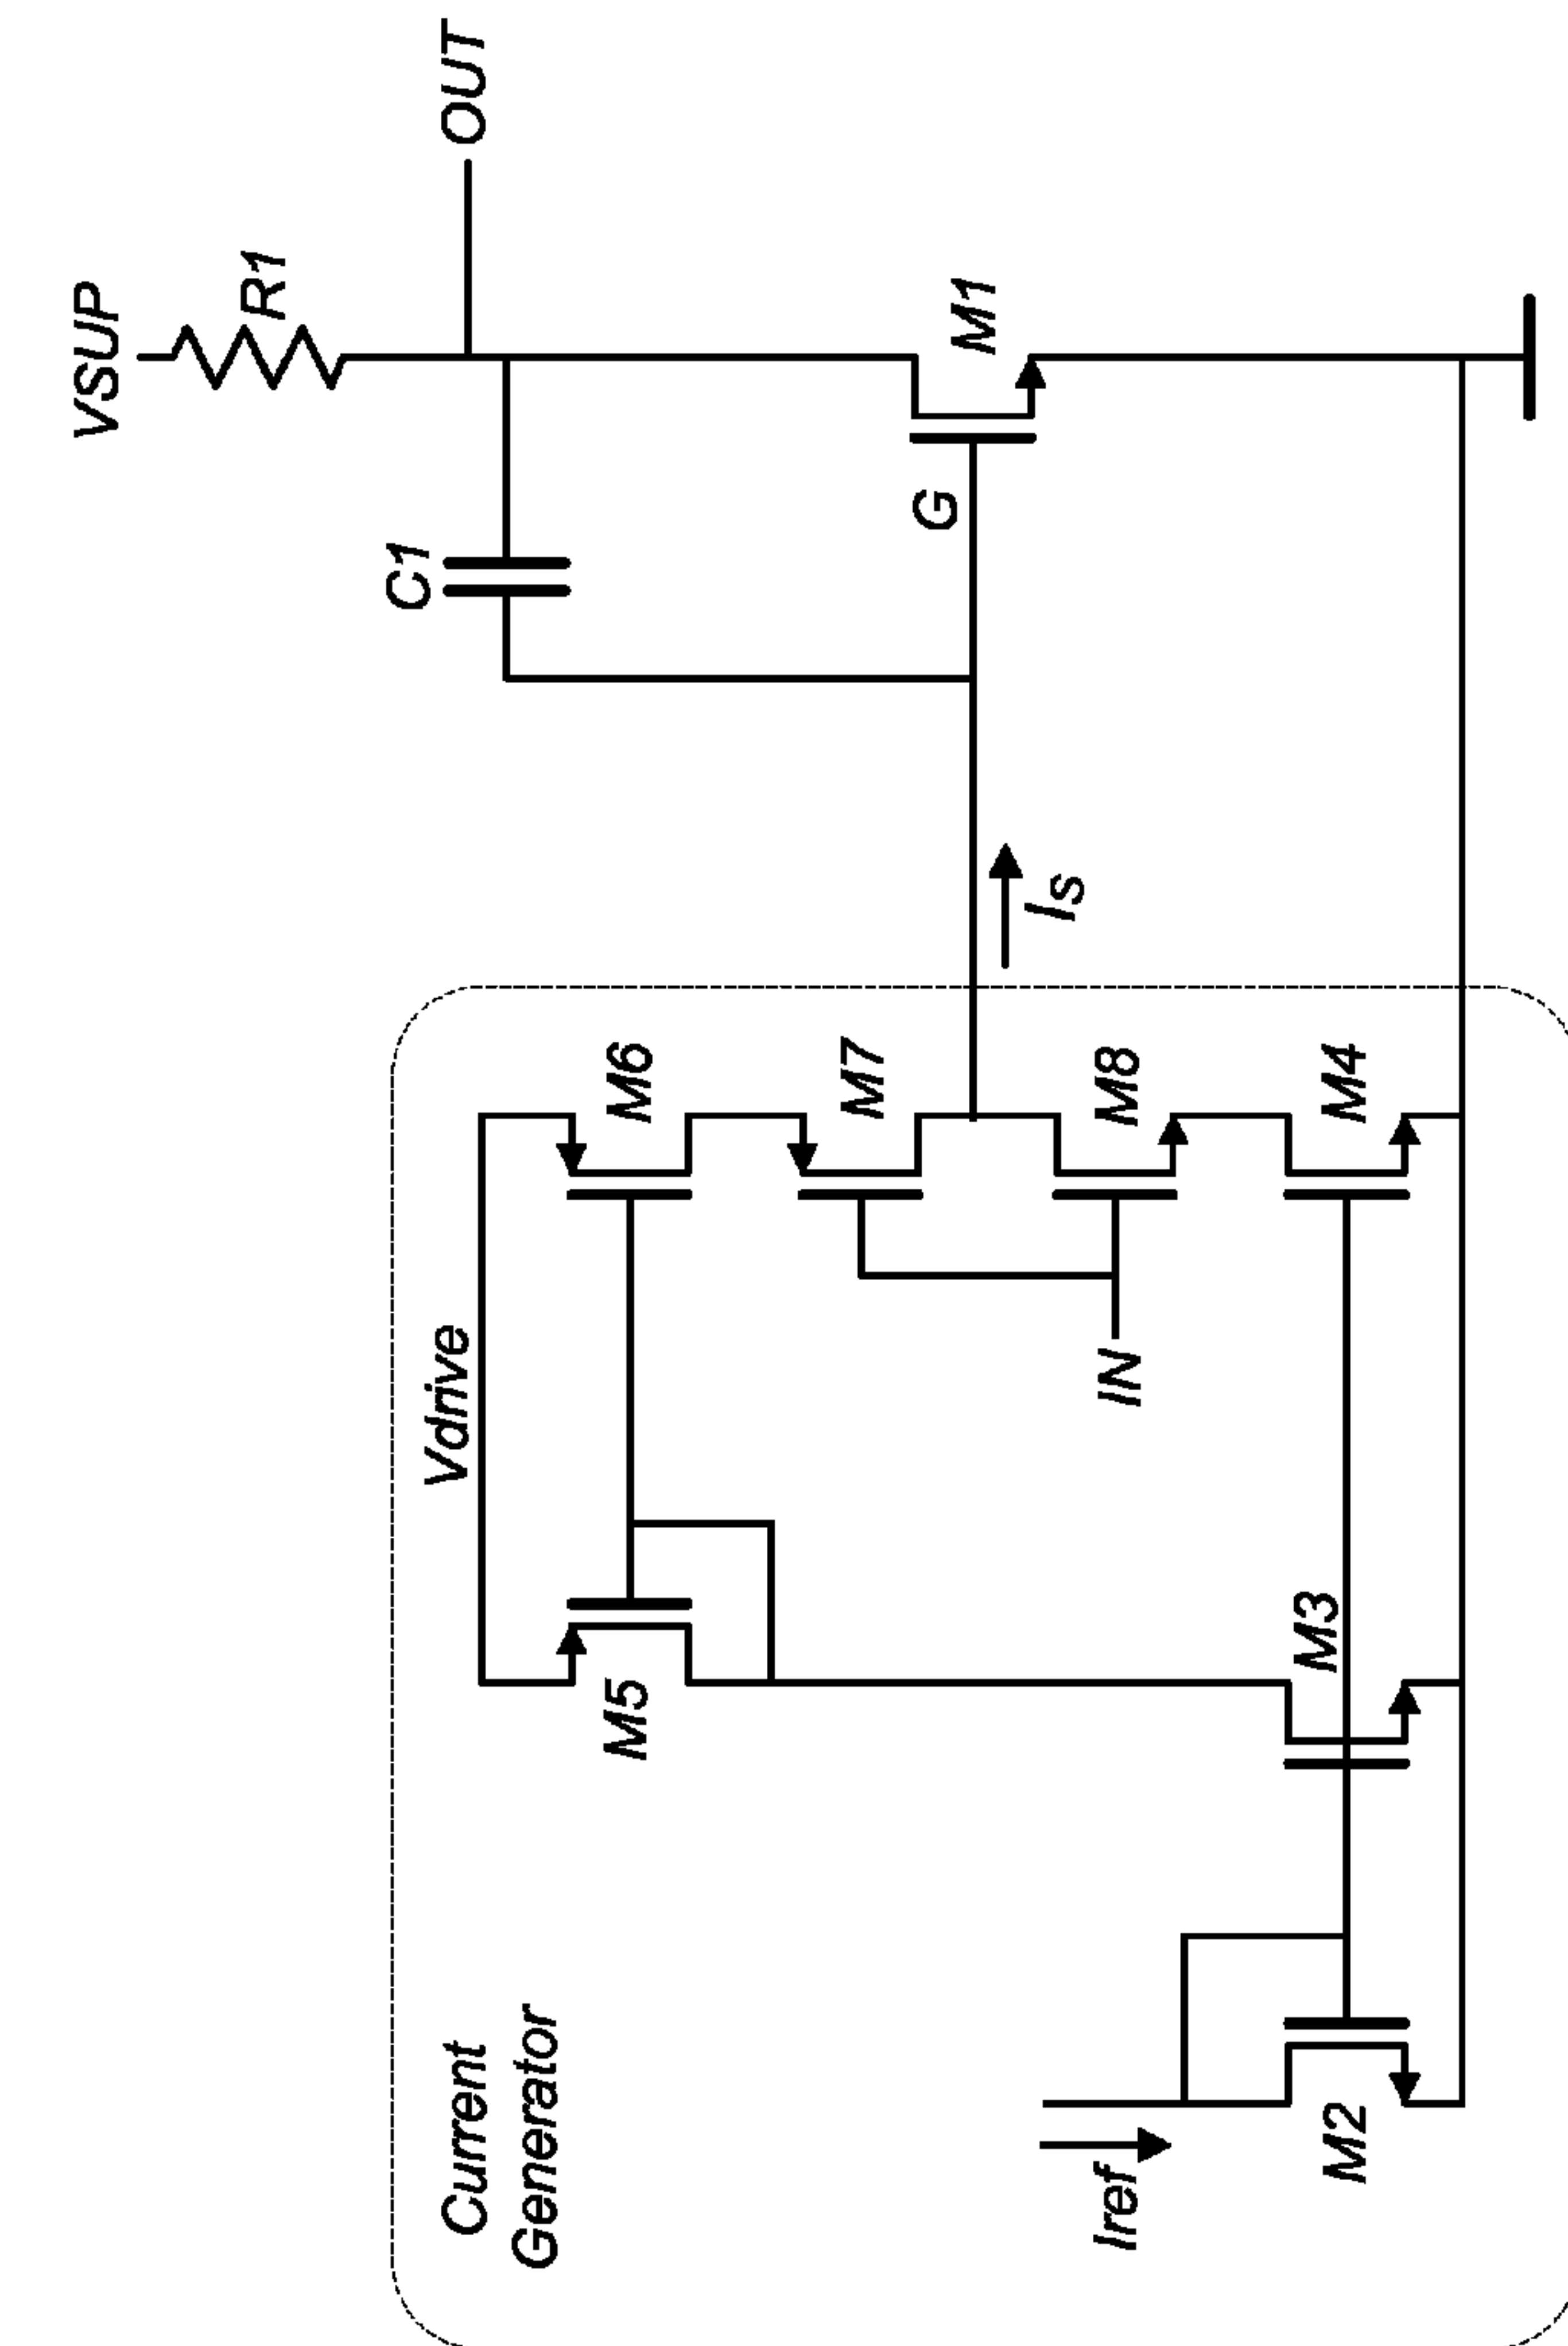 VSUP
R1
OUT
C1
G
M1
Is
Current
Generator
Vdrive
M6
M5
M7
IN
M8
Iref
M3
M4
M2